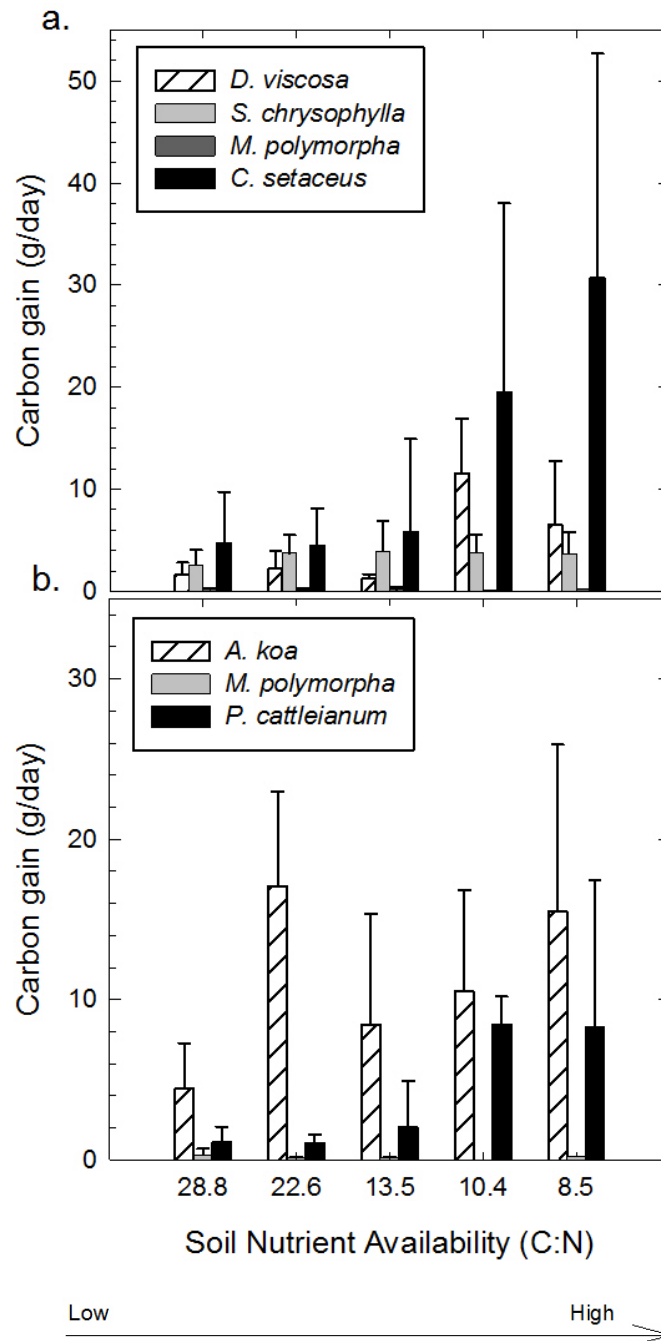 a.
D. viscosa
S. chrysophylla
M. polymorpha
C. setaceus
50
40
30
20
10
0
Carbon gain (g/day)
b.
A. koa
M. polymorpha
P. cattleianum
30
20
10
0
Carbon gain (g/day)
28.8 22.6 13.5 10.4 8.5
Soil Nutrient Availability (C:N)
Low High